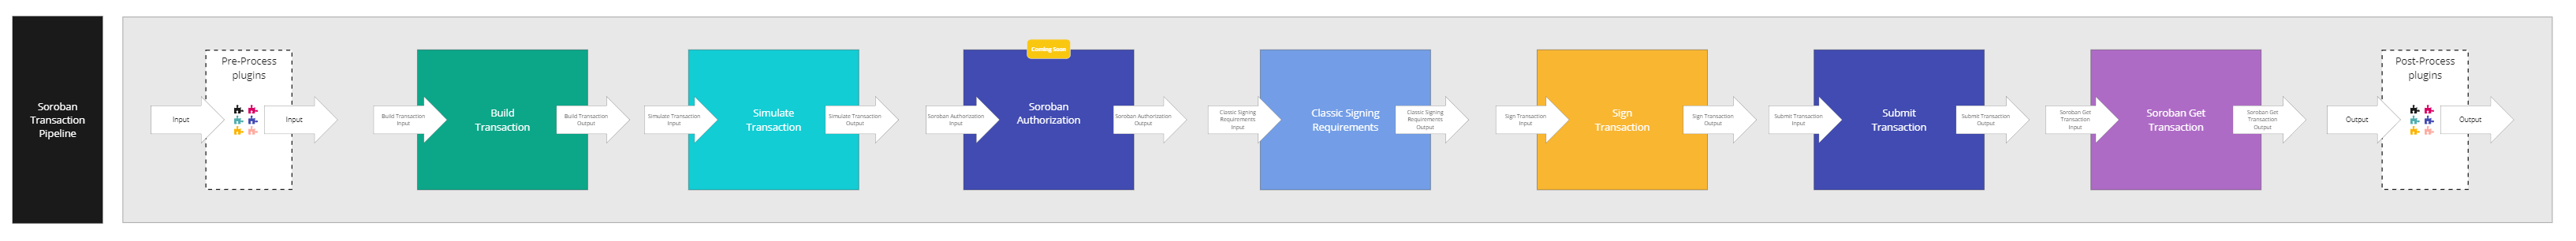 Soroban
Transaction
Pipeline
Input
Pre-Process
plugins
Input
Build Transaction
Input
Build
Transaction
Build Transaction
Output
Simulate Transaction
Input
Simulate
Transaction
Simulate Transaction
Output
Coming Soon
Soroban Authorization
Input
Soroban
Authorization
Soroban Authorization
Output
Classic Signing
Requirements
Input
Classic Signing
Requirements
Classic Signing
Requirements
Output
Sign Transaction
Input
Sign
Transaction
Sign Transaction
Output
Submit Transaction
Input
Submit
Transaction
Submit Transaction
Output
Soroban Get
Transaction
Input
Soroban Get
Transaction
Soroban Get
Transaction
Output
Output
Post-Process
plugins
Output